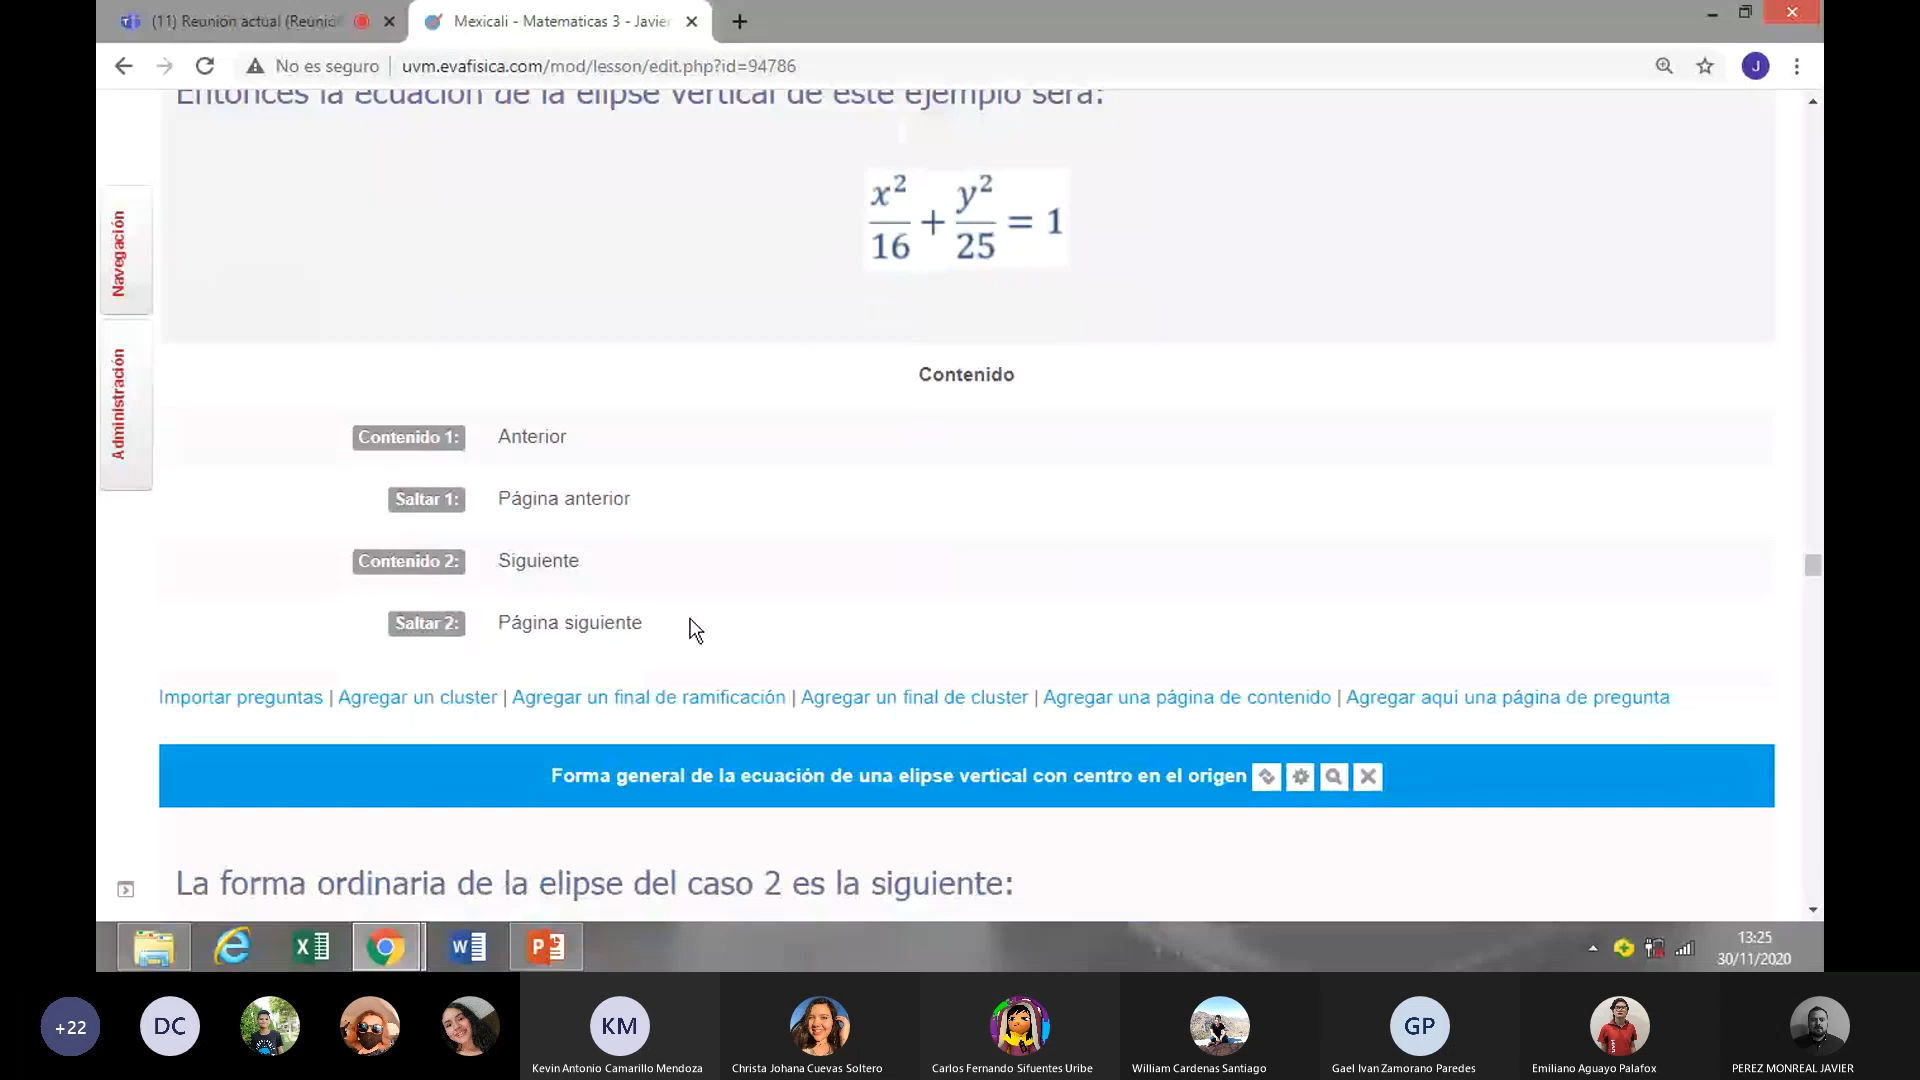 (11) Reunión actual (Reunió
Mexicali - Matematicas 3 - Javier
No es seguro
uvm.evafisica.com/mod/lesson/edit.php?id=94786
Entonces la ecuación de la elipse vertical de este ejemplo será:
x²/16 + y²/25 = 1
Navegación
Administración
Contenido
Contenido 1: Anterior
Saltar 1: Página anterior
Contenido 2: Siguiente
Saltar 2: Página siguiente
Importar preguntas | Agregar un cluster | Agregar un final de ramificación | Agregar un final de cluster | Agregar una página de contenido | Agregar aquí una página de pregunta
Forma general de la ecuación de una elipse vertical con centro en el origen
La forma ordinaria de la elipse del caso 2 es la siguiente:
13:25
30/11/2020
+22
DC
KM
GP
Kevin Antonio Camarillo Mendoza
Christa Johana Cuevas Soltero
Carlos Fernando Sifuentes Uribe
William Cardenas Santiago
Gael Ivan Zamorano Paredes
Emiliano Aguayo Palafox
PEREZ MONREAL JAVIER